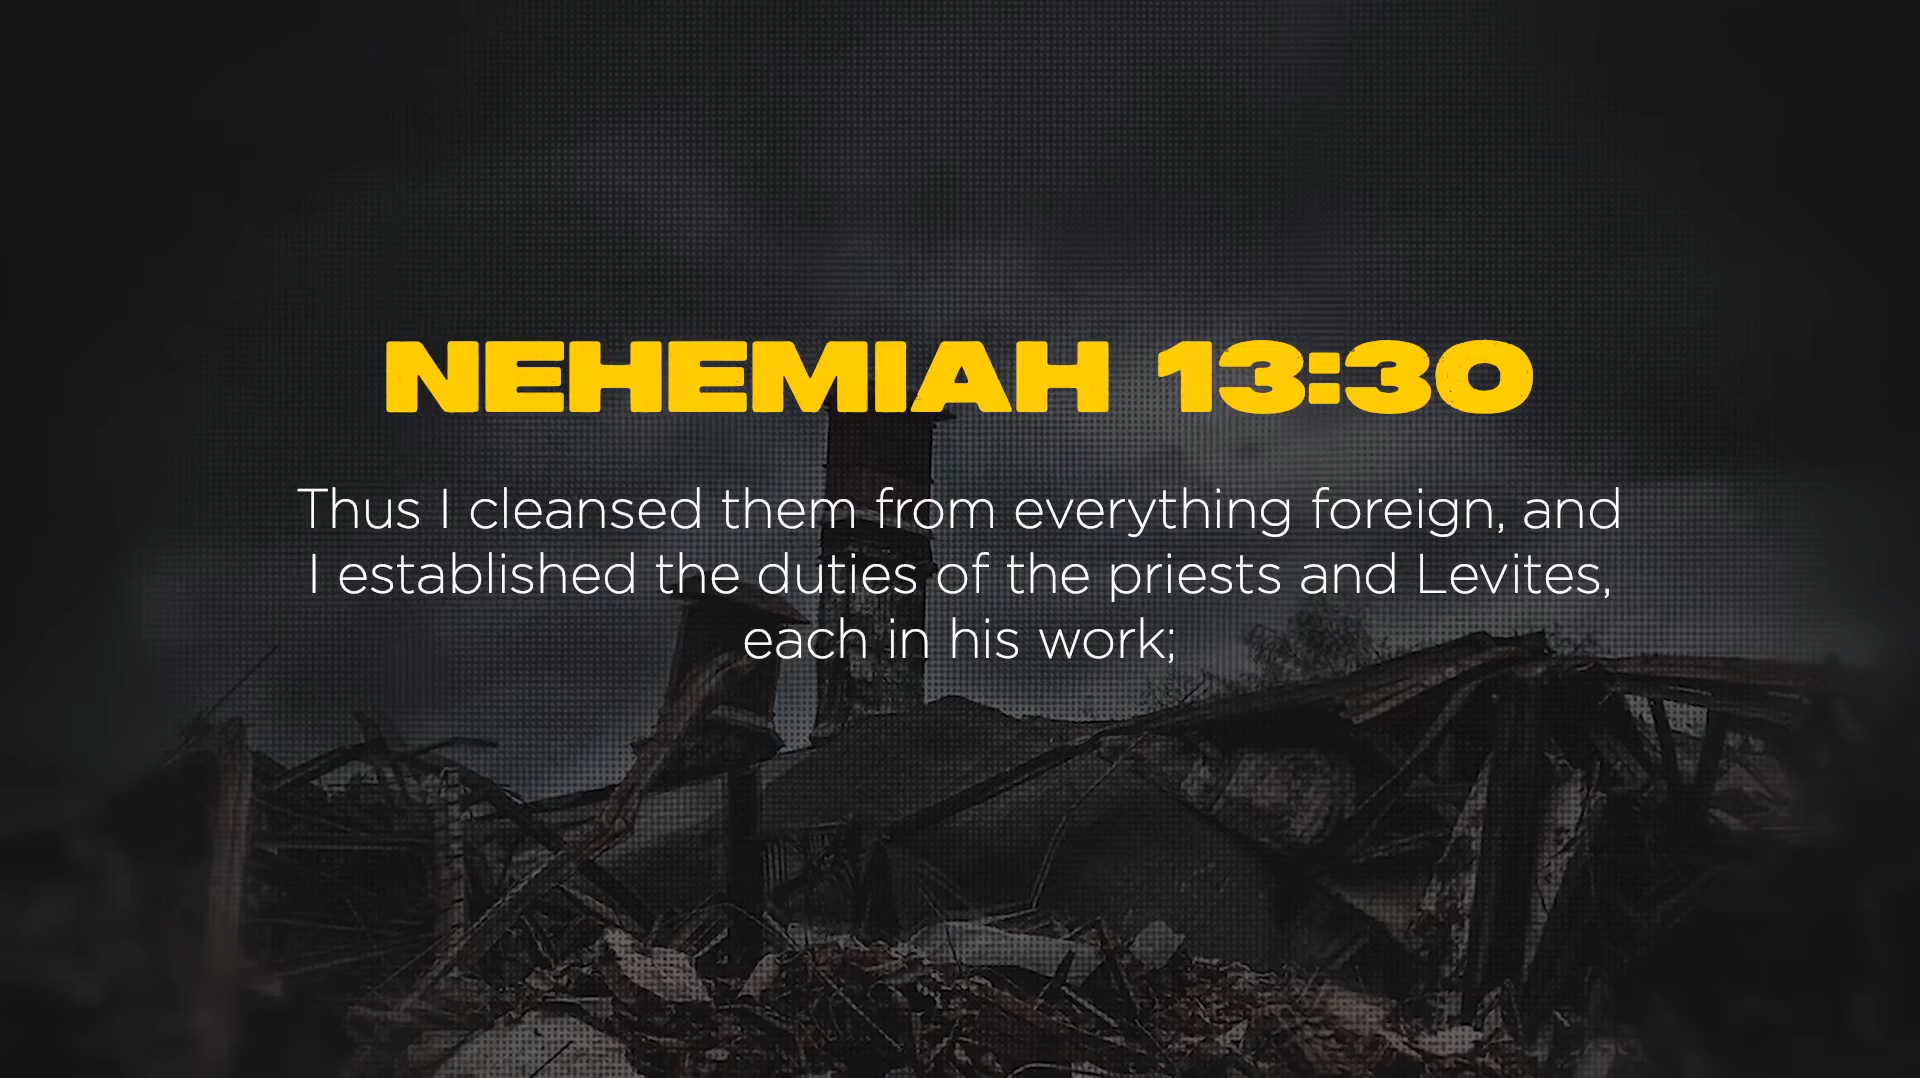 NEHEMIAH 13:30
Thus I cleansed them from everything foreign, and
I established the duties of the priests and Levites,
each in his work;